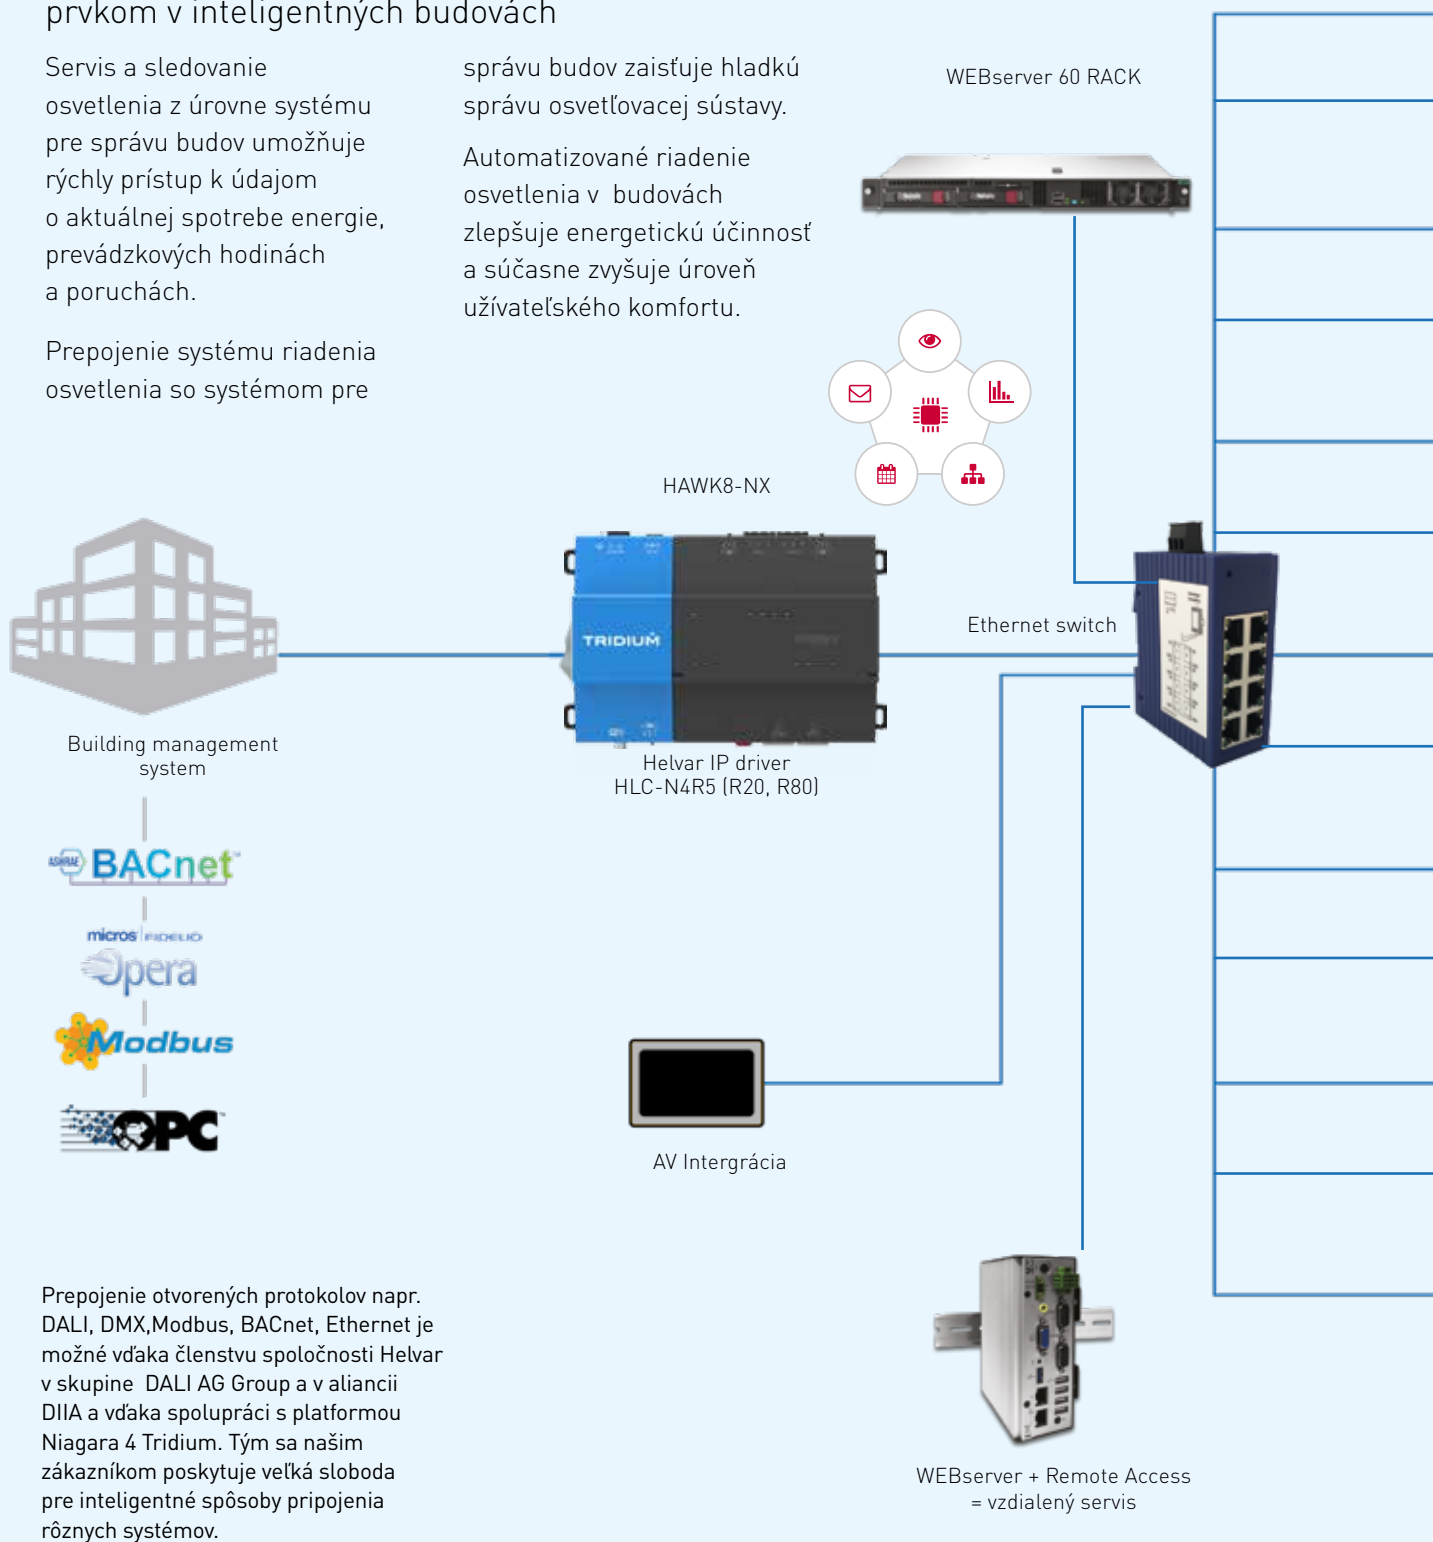 prvkom v inteligentných budovách
Servis a sledovanie
osvetlenia z úrovne systému
pre správu budov umožňuje
rýchly prístup k údajom
o aktuálnej spotrebe energie,
prevádzkových hodinách
a poruchách.
Prepojenie systému riadenia
osvetlenia so systémom pre
správu budov zaisťuje hladkú
správu osvetľovacej sústavy.
Automatizované riadenie
osvetlenia v budovách
zlepšuje energetickú účinnosť
a súčasne zvyšuje úroveň
užívateľského komfortu.
WEBserver 60 RACK
HAWK8-NX
TRIDIUM
Ethernet switch
Helvar IP driver
HLC-N4R5 (R20, R80)
Building management
system
ASHRAE BACnet™
micros FIDELIO
Opera
Modbus
OPC™
AV Intergrácia
WEBserver + Remote Access
= vzdialený servis
Prepojenie otvorených protokolov napr.
DALI, DMX,Modbus, BACnet, Ethernet je
možné vďaka členstvu spoločnosti Helvar
v skupine DALI AG Group a v aliancii
DIIA a vďaka spolupráci s platformou
Niagara 4 Tridium. Tým sa našim
zákazníkom poskytuje veľká sloboda
pre inteligentné spôsoby pripojenia
rôznych systémov.